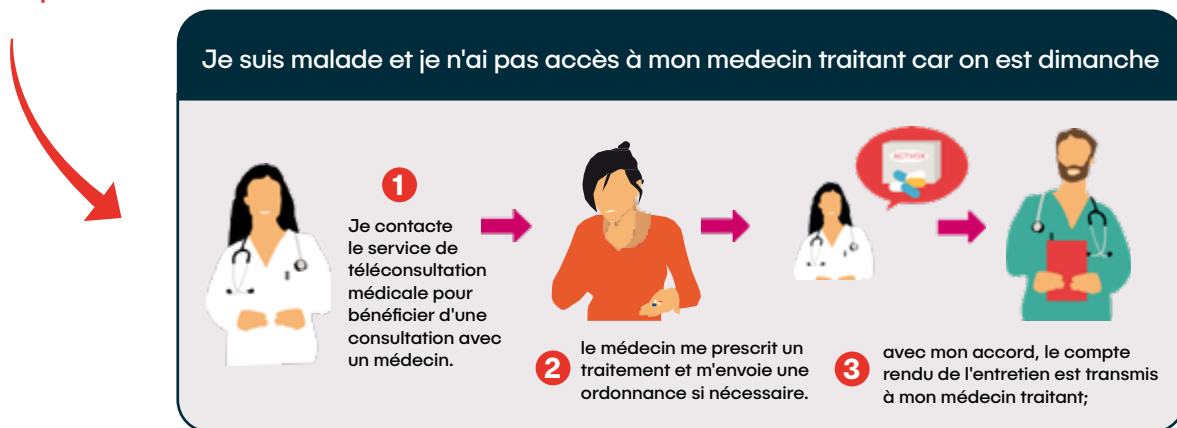 Je suis malade et je n'ai pas accès à mon medecin traitant car on est dimanche
1
Je contacte
le service de
téléconsultation
médicale pour
bénéficier d'une
consultation avec
un médecin.
2
le médecin me prescrit un
traitement et m'envoie une
ordonnance si nécessaire.
3
avec mon accord, le compte
rendu de l'entretien est transmis
à mon médecin traitant;